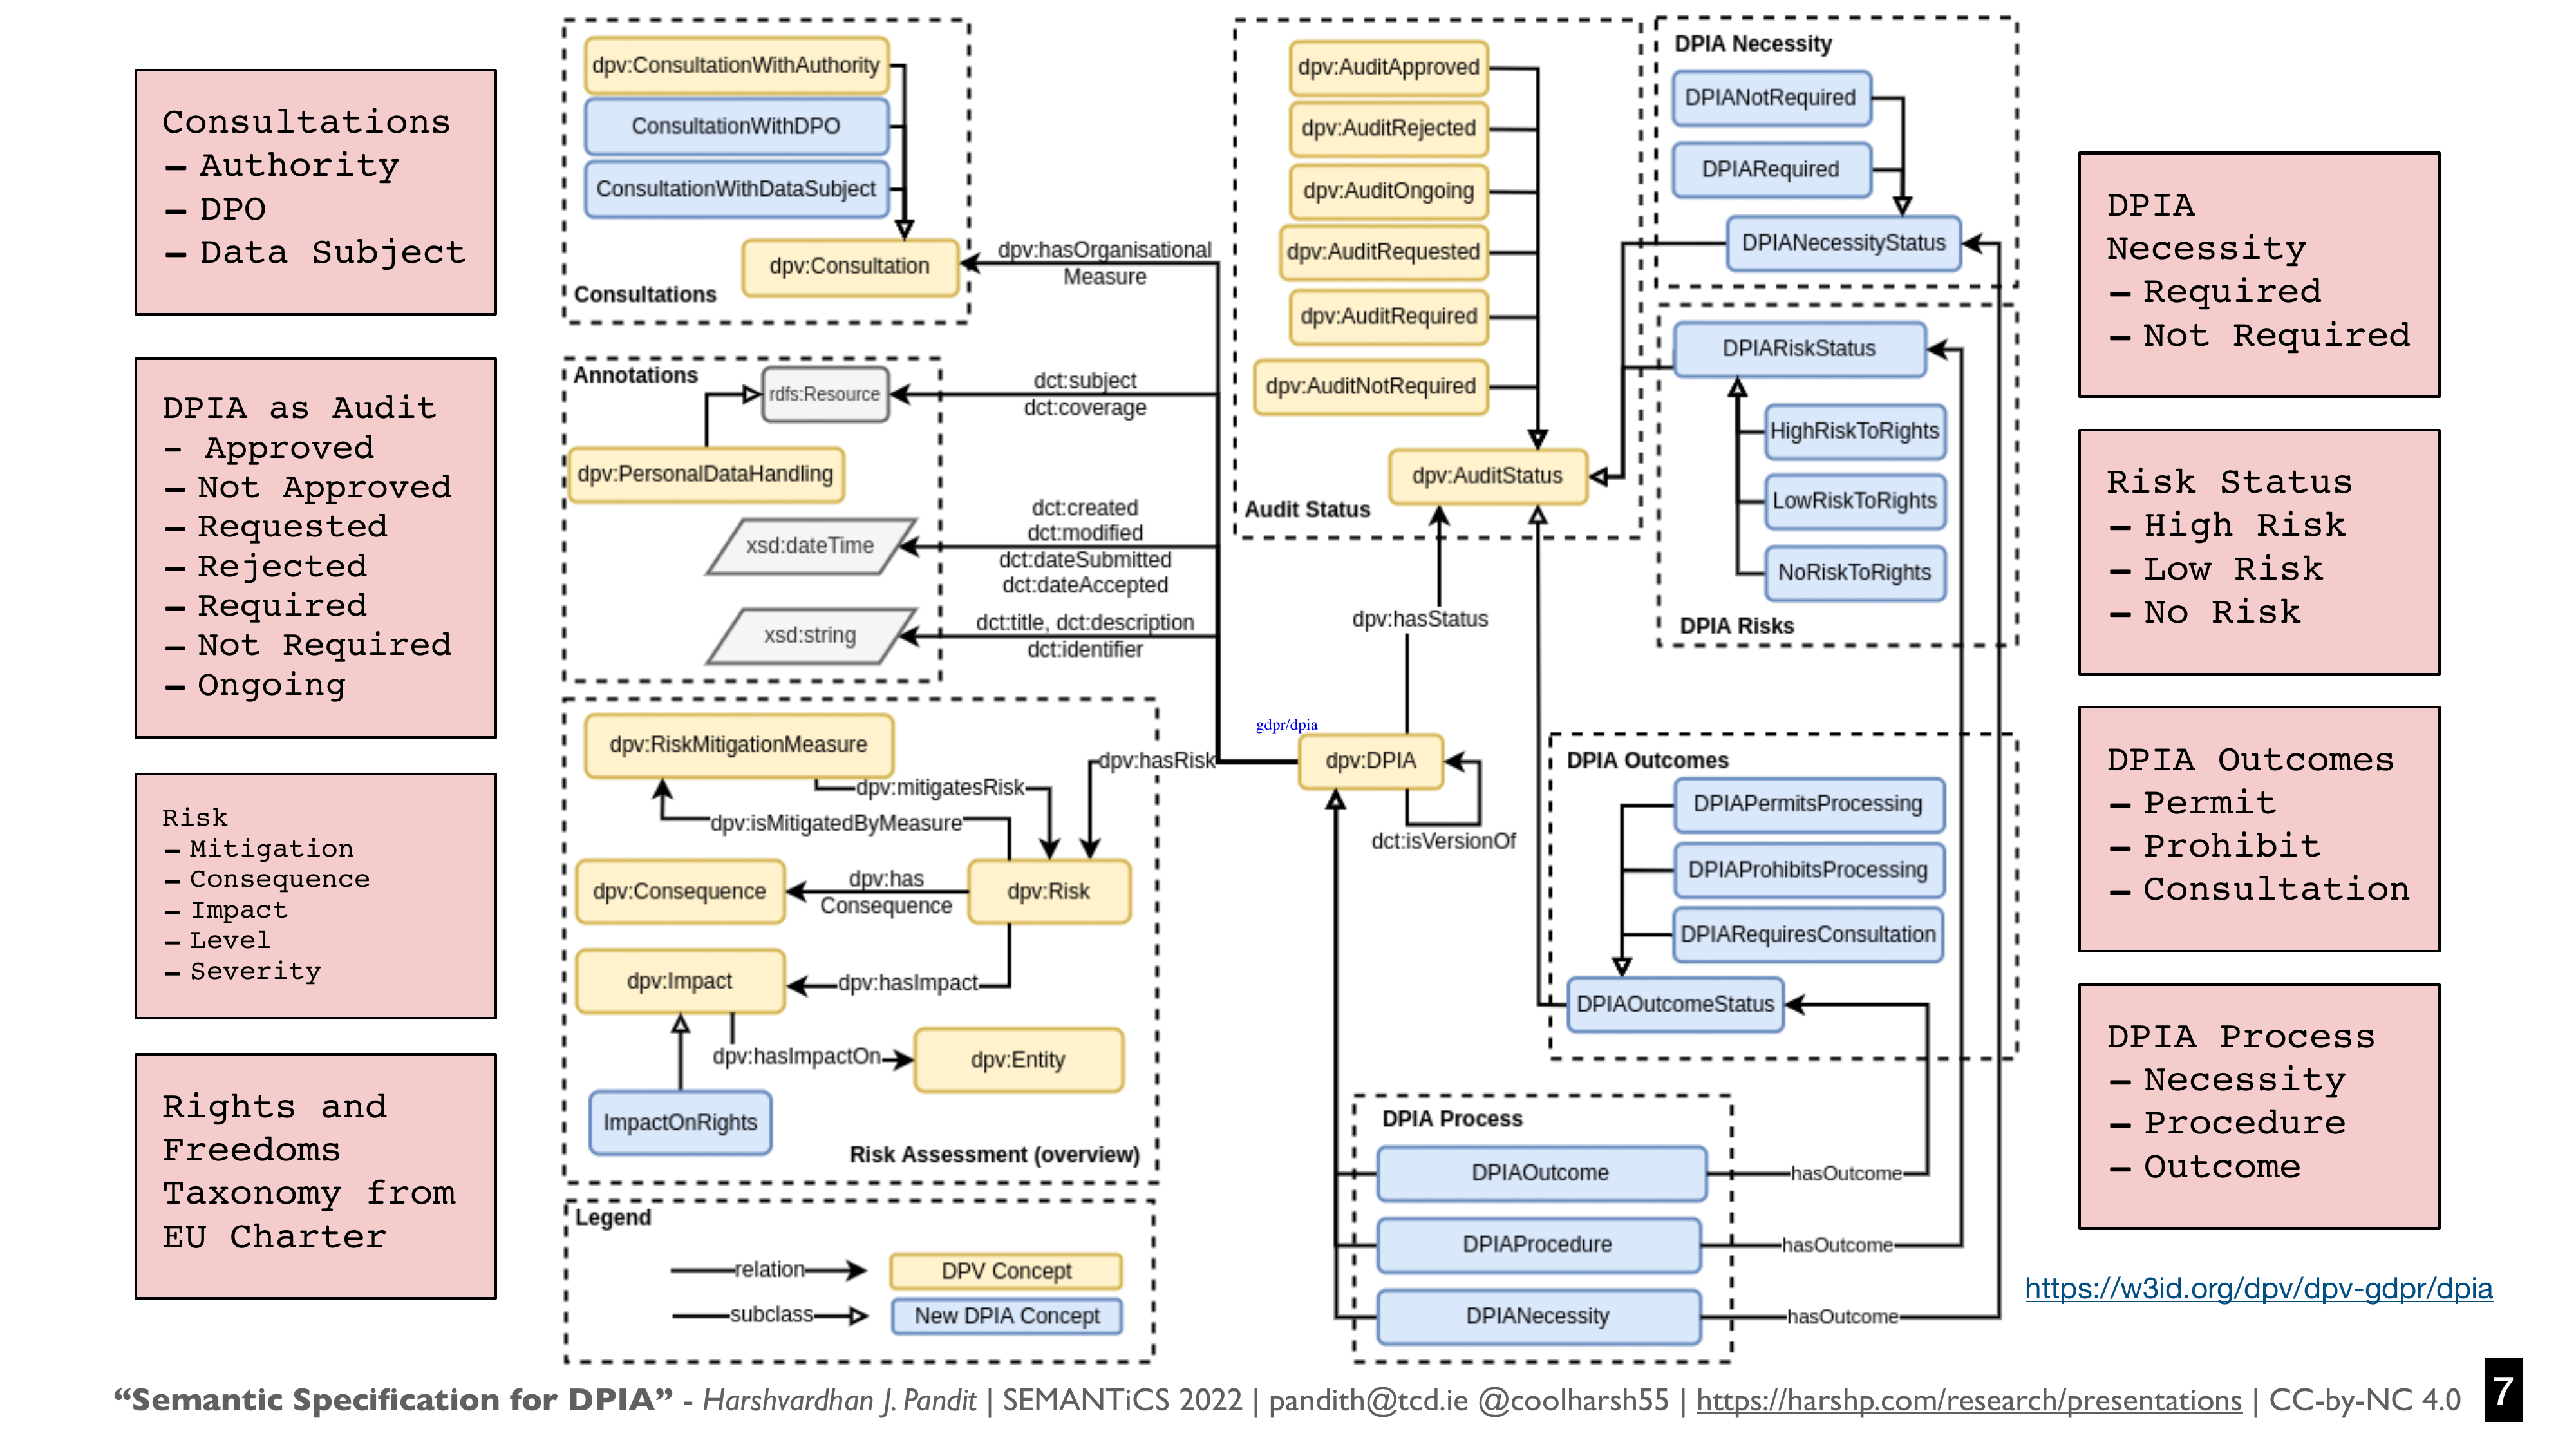 Consultations
– Authority
– DPO
– Data Subject
DPIA as Audit
– Approved
– Not Approved
– Requested
– Rejected
– Required
– Not Required
– Ongoing
Risk
– Mitigation
– Consequence
– Impact
– Level
– Severity
Rights and
Freedoms
Taxonomy from
EU Charter
dpv:ConsultationWithAuthority
ConsultationWithDPO
ConsultationWithDataSubject
dpv:Consultation
Consultations
dpv:hasOrganisational
Measure
Annotations
rdfs:Resource
dct:subject
dct:coverage
dpv:PersonalDataHandling
xsd:dateTime
dct:created
dct:modified
dct:dateSubmitted
dct:dateAccepted
xsd:string
dct:title, dct:description
dct:identifier
dpv:RiskMitigationMeasure
dpv:hasRisk
dpv:mitigatesRisk
dpv:isMitigatedByMeasure
dpv:Consequence
dpv:has
Consequence
dpv:Risk
dpv:Impact
dpv:hasImpact
dpv:hasImpactOn
dpv:Entity
ImpactOnRights
Risk Assessment (overview)
Legend
relation
DPV Concept
subclass
New DPIA Concept
dpv:AuditApproved
dpv:AuditRejected
dpv:AuditOngoing
dpv:AuditRequested
dpv:AuditRequired
dpv:AuditNotRequired
dpv:AuditStatus
Audit Status
dpv:hasStatus
gdpr/dpia
dpv:DPIA
dct:isVersionOf
DPIA Necessity
DPIANotRequired
DPIARequired
DPIANecessityStatus
DPIARiskStatus
HighRiskToRights
LowRiskToRights
NoRiskToRights
DPIA Risks
DPIA Outcomes
DPIAPermitsProcessing
DPIAProhibitsProcessing
DPIARequiresConsultation
DPIAOutcomeStatus
DPIA Process
DPIAOutcome
hasOutcome
DPIAProcedure
hasOutcome
DPIANecessity
hasOutcome
DPIA
Necessity
– Required
– Not Required
Risk Status
– High Risk
– Low Risk
– No Risk
DPIA Outcomes
– Permit
– Prohibit
– Consultation
DPIA Process
– Necessity
– Procedure
– Outcome
https://w3id.org/dpv/dpv-gdpr/dpia
“Semantic Specification for DPIA” - Harshvardhan J. Pandit | SEMANTiCS 2022 | pandith@tcd.ie @coolharsh55 | https://harshp.com/research/presentations | CC-by-NC 4.0 7